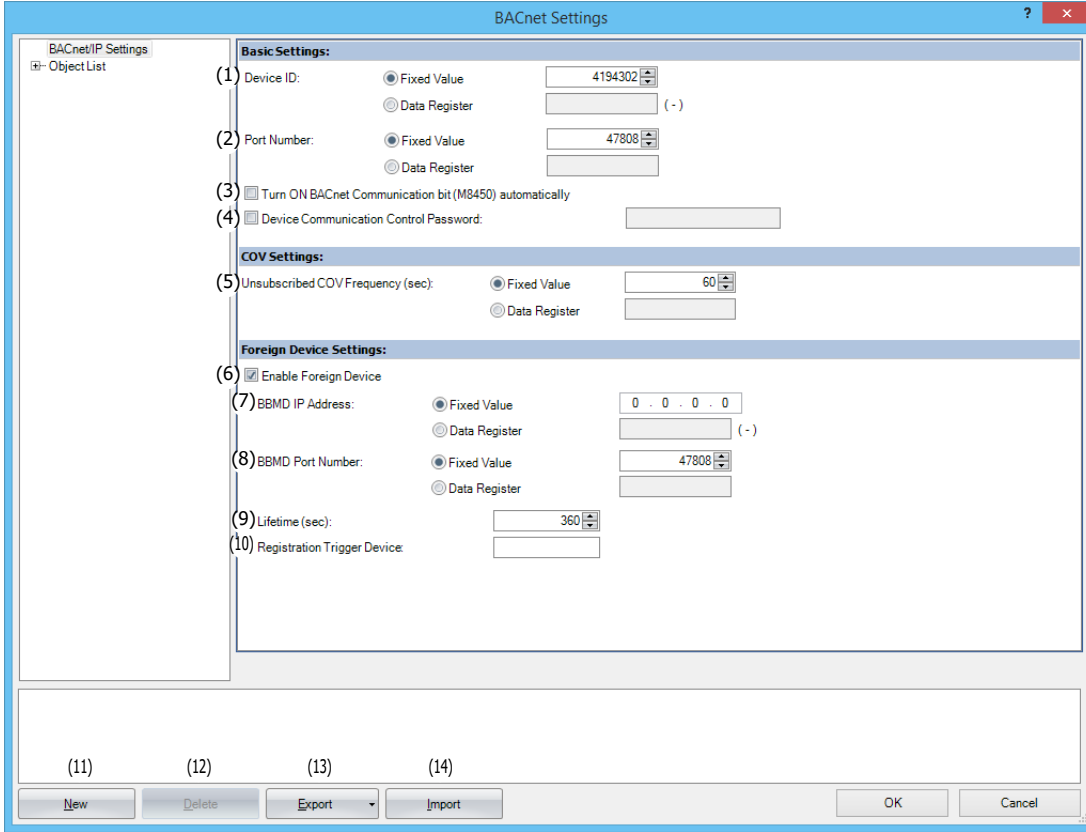 BACnet Settings ?
BACnet/IP Settings
Object List
Basic Settings:
(1) Device ID: Fixed Value 4194302
Data Register (-)
(2) Port Number: Fixed Value 47808
Data Register
(3) Turn ON BACnet Communication bit (M8450) automatically
(4) Device Communication Control Password:
COV Settings:
(5) Unsubscribed COV Frequency (sec): Fixed Value 60
Data Register
Foreign Device Settings:
(6) Enable Foreign Device
(7) BBMD IP Address: Fixed Value 0 . 0 . 0 . 0
Data Register (-)
(8) BBMD Port Number: Fixed Value 47808
Data Register
(9) Lifetime (sec): 360
(10) Registration Trigger Device:
(11) (12) (13) (14)
New Delete Export Import OK Cancel